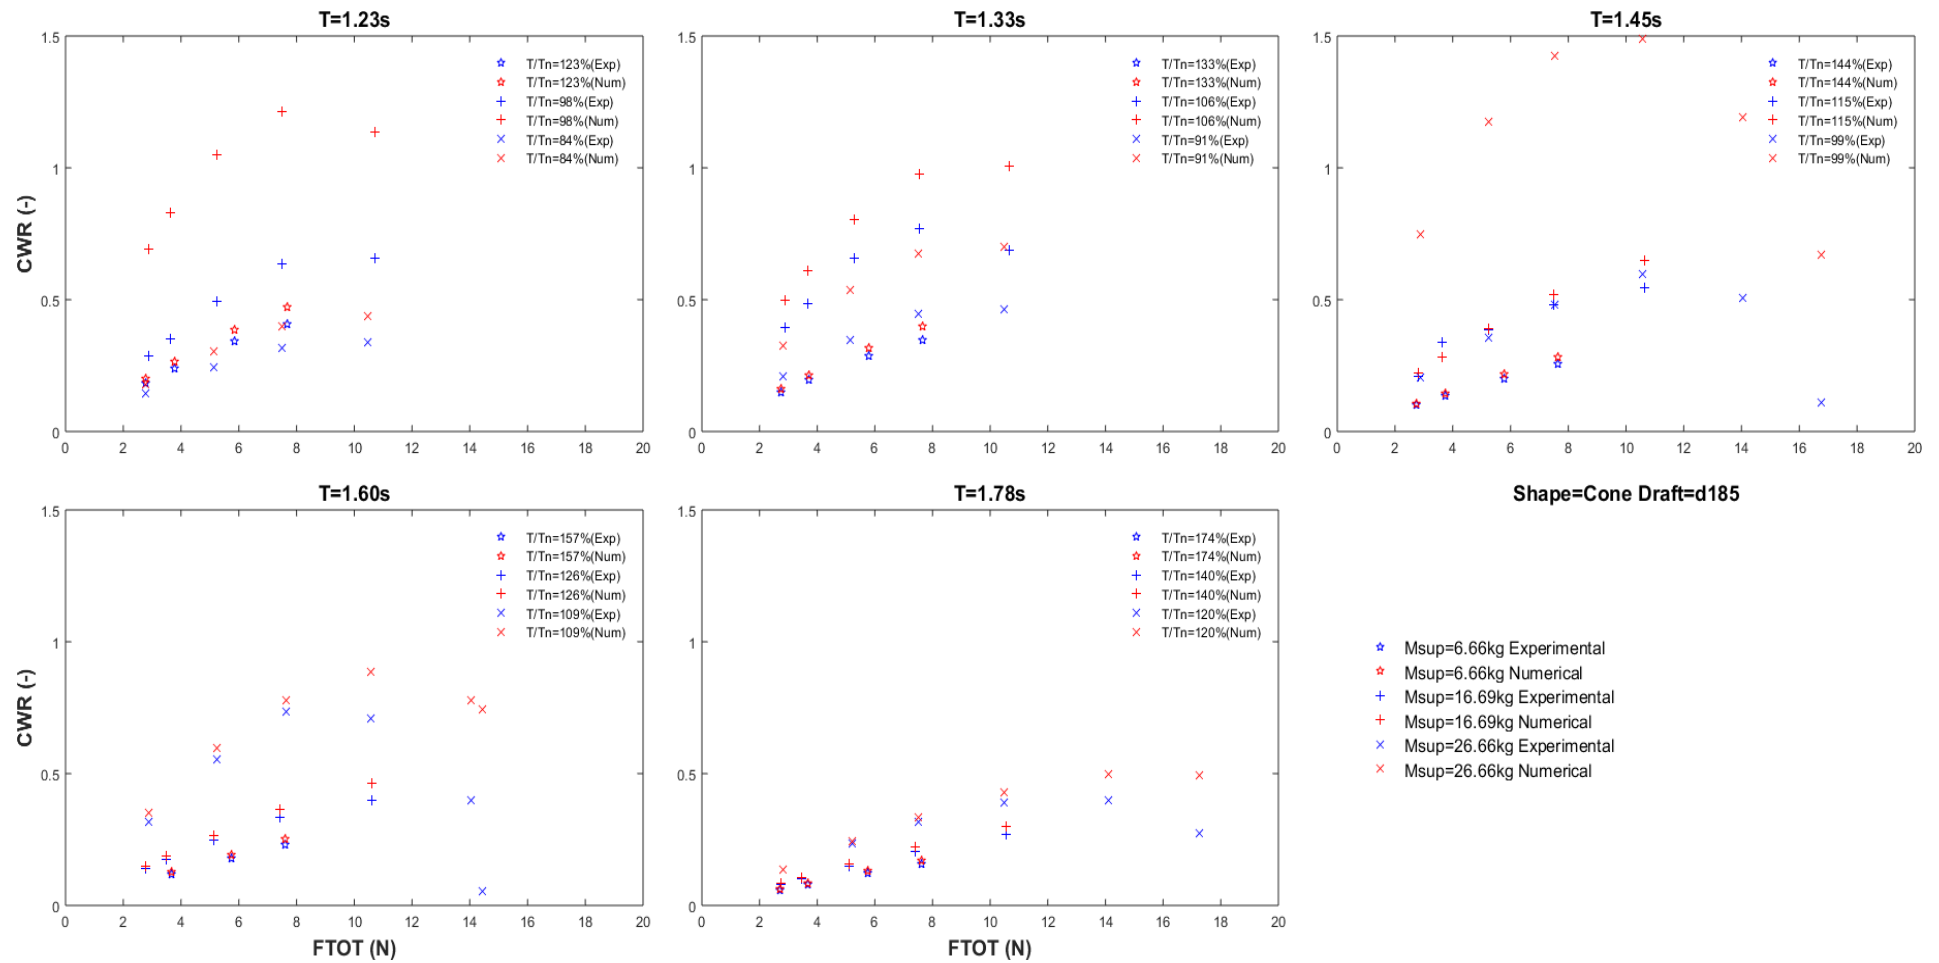 T=1.23s
CWR (-)
1.5
1
0.5
0
0 2 4 6 8 10 12 14 16 18 20
T/Tn=123%(Exp)
T/Tn=123%(Num)
T/Tn=98%(Exp)
T/Tn=98%(Num)
T/Tn=84%(Exp)
T/Tn=84%(Num)
T=1.33s
1.5
1
0.5
0
0 2 4 6 8 10 12 14 16 18 20
T/Tn=133%(Exp)
T/Tn=133%(Num)
T/Tn=106%(Exp)
T/Tn=106%(Num)
T/Tn=91%(Exp)
T/Tn=91%(Num)
T=1.45s
1.5
1
0.5
0
0 2 4 6 8 10 12 14 16 18 20
T/Tn=144%(Exp)
T/Tn=144%(Num)
T/Tn=115%(Exp)
T/Tn=115%(Num)
T/Tn=99%(Exp)
T/Tn=99%(Num)
T=1.60s
CWR (-)
1.5
1
0.5
0
0 2 4 6 8 10 12 14 16 18 20
FTOT (N)
T/Tn=157%(Exp)
T/Tn=157%(Num)
T/Tn=126%(Exp)
T/Tn=126%(Num)
T/Tn=109%(Exp)
T/Tn=109%(Num)
T=1.78s
1.5
1
0.5
0
0 2 4 6 8 10 12 14 16 18 20
FTOT (N)
T/Tn=174%(Exp)
T/Tn=174%(Num)
T/Tn=140%(Exp)
T/Tn=140%(Num)
T/Tn=120%(Exp)
T/Tn=120%(Num)
Shape=Cone Draft=d185
Msup=6.66kg Experimental
Msup=6.66kg Numerical
Msup=16.69kg Experimental
Msup=16.69kg Numerical
Msup=26.66kg Experimental
Msup=26.66kg Numerical